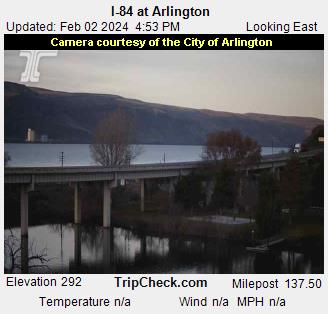 I-84 at Arlington
Updated: Feb 02 2024 4:53 PM Looking East
Camera courtesy of the City of Arlington
Elevation 292 TripCheck.com Milepost 137.50
Temperature n/a Wind n/a MPH n/a